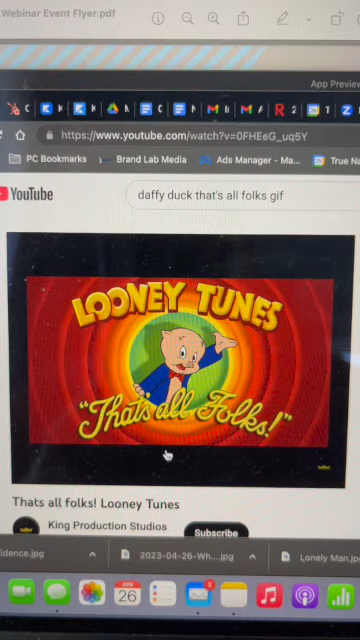 Webinar Event Flyer.pdf
App Preview
https://www.youtube.com/watch?v=0FHEeG_uq5Y
PC Bookmarks
Brand Lab Media
Ads Manager - Ma...
True Na
YouTube
daffy duck that's all folks gif
LOONEY TUNES
"That's all Folks!"
Thats all folks! Looney Tunes
King Production Studios
Subscribe
idence.jpg
2023-04-26-Wh....jpg
Lonely Man.jp
APR
26